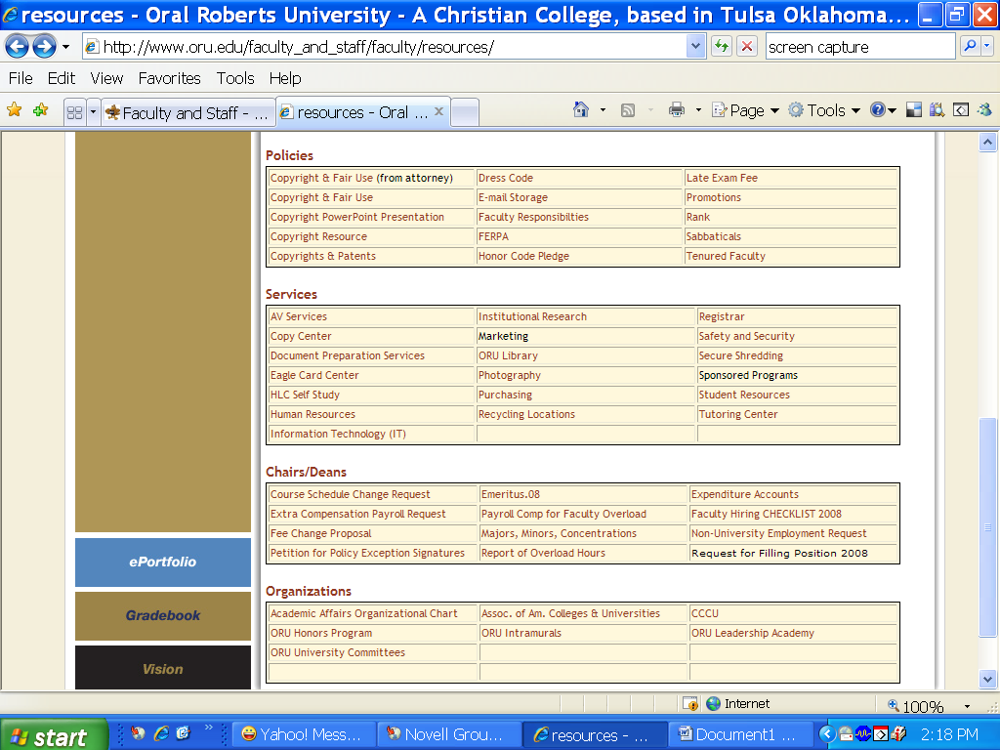 resources - Oral Roberts University - A Christian College, based in Tulsa Oklahoma...
http://www.oru.edu/faculty_and_staff/faculty/resources/ screen capture
File Edit View Favorites Tools Help
Faculty and Staff - ... resources - Oral ... Page Tools
Policies
Copyright & Fair Use (from attorney) Dress Code Late Exam Fee
Copyright & Fair Use E-mail Storage Promotions
Copyright PowerPoint Presentation Faculty Responsibilties Rank
Copyright Resource FERPA Sabbaticals
Copyrights & Patents Honor Code Pledge Tenured Faculty
Services
AV Services Institutional Research Registrar
Copy Center Marketing Safety and Security
Document Preparation Services ORU Library Secure Shredding
Eagle Card Center Photography Sponsored Programs
HLC Self Study Purchasing Student Resources
Human Resources Recycling Locations Tutoring Center
Information Technology (IT)
Chairs/Deans
Course Schedule Change Request Emeritus.08 Expenditure Accounts
Extra Compensation Payroll Request Payroll Comp for Faculty Overload Faculty Hiring CHECKLIST 2008
Fee Change Proposal Majors, Minors, Concentrations Non-University Employment Request
Petition for Policy Exception Signatures Report of Overload Hours Request for Filling Position 2008
Organizations
Academic Affairs Organizational Chart Assoc. of Am. Colleges & Universities CCCU
ORU Honors Program ORU Intramurals ORU Leadership Academy
ORU University Committees
ePortfolio
Gradebook
Vision
Internet 100%
start Yahoo! Mess... Novell Grou... resources - ... Document1 ... 2:18 PM